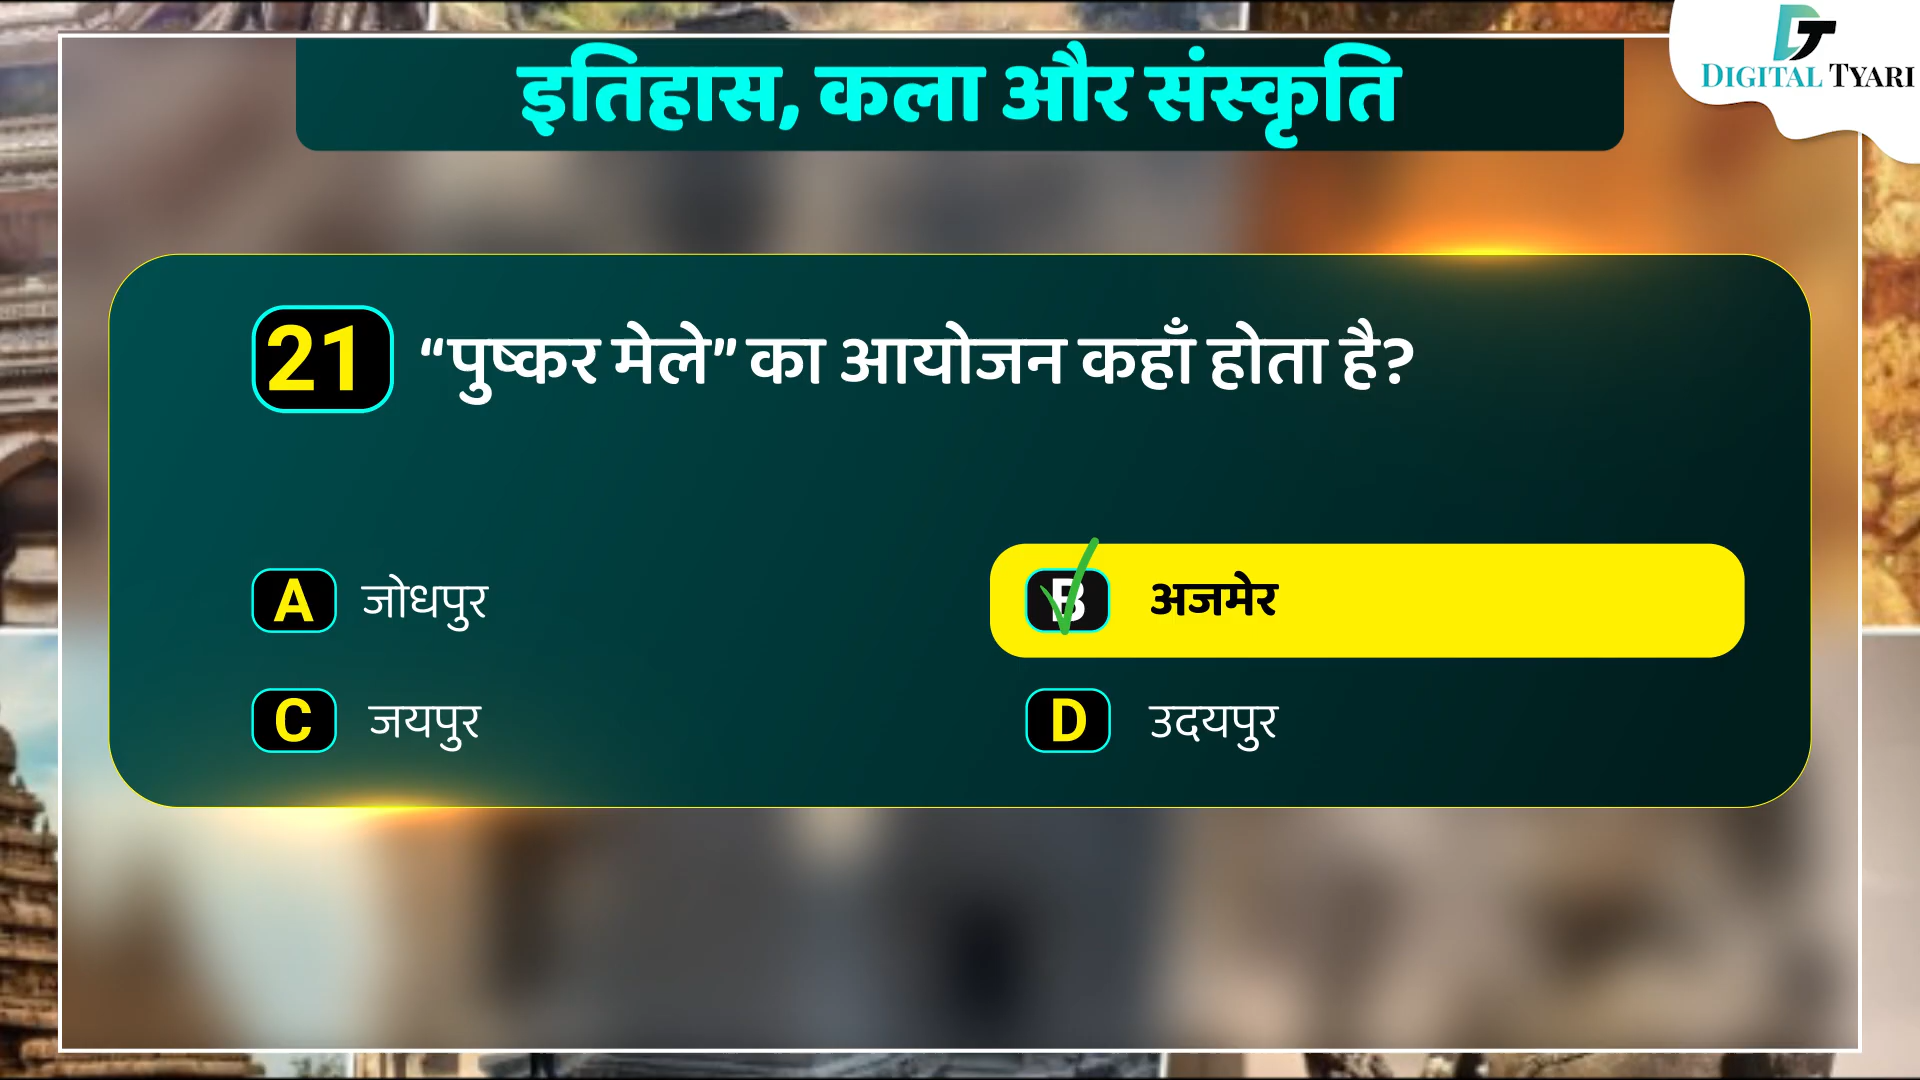 इतिहास, कला और संस्कृति
DIGITAL TYARI
21 “पुष्कर मेले” का आयोजन कहाँ होता है?
A जोधपुर
B अजमेर
C जयपुर
D उदयपुर